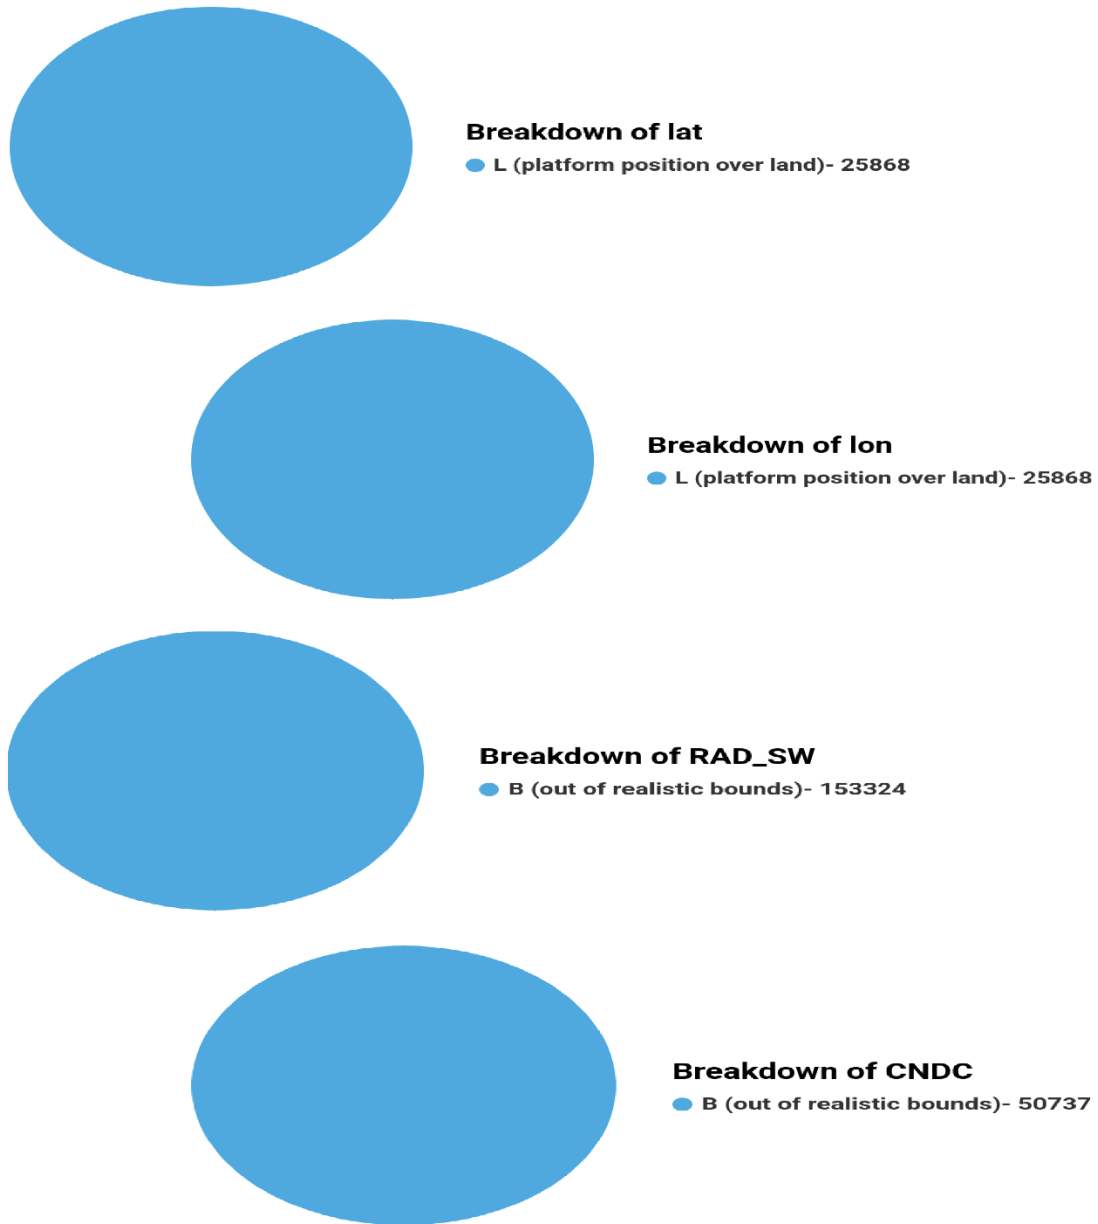 Breakdown of lat
L (platform position over land)- 25868
Breakdown of lon
L (platform position over land)- 25868
Breakdown of RAD_SW
B (out of realistic bounds)- 153324
Breakdown of CNDC
B (out of realistic bounds)- 50737